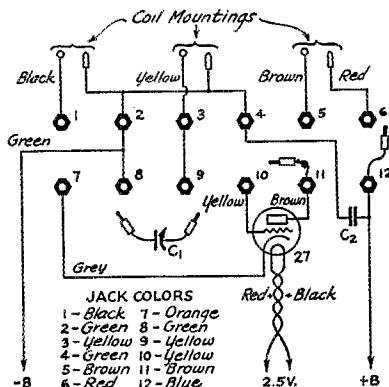 Coil Mountings
Black Yellow Brown Red
1 2 3 4 5 6
Green
7 8 9 10 11 12
Yellow Brown
C1 C2
27
Grey
Red Black
JACK COLORS
1-Black 7-Orange
2-Green 8-Green
3-Yellow 9-Yellow
4-Green 10-Yellow
5-Brown 11-Brown
6-Red 12-Blue
-B 2.5V. +B